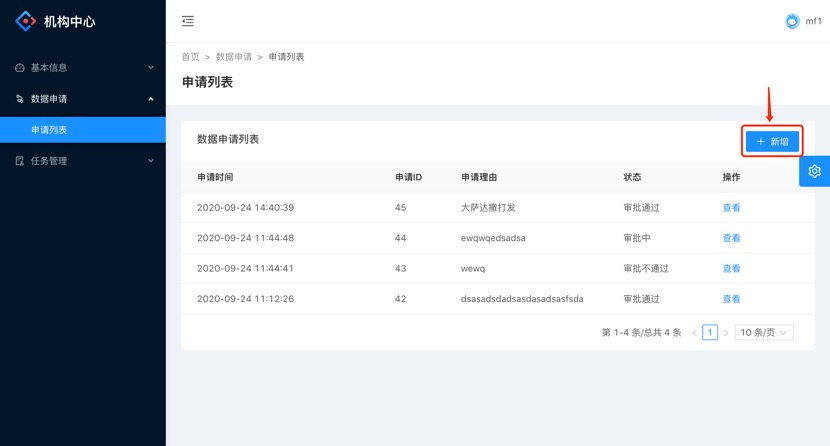 机构中心
mf1
基本信息
数据申请
申请列表
任务管理
首页 > 数据申请 > 申请列表
申请列表
数据申请列表
+ 新增
申请时间 申请ID 申请理由 状态 操作
2020-09-24 14:40:39 45 大萨达撒打发 审批通过 查看
2020-09-24 11:44:48 44 ewqwqedsadsa 审批中 查看
2020-09-24 11:44:41 43 wewq 审批不通过 查看
2020-09-24 11:12:26 42 dsasadsdadsasdasadsasfsda 审批通过 查看
第 1-4 条/总共 4 条 < 1 > 10 条/页